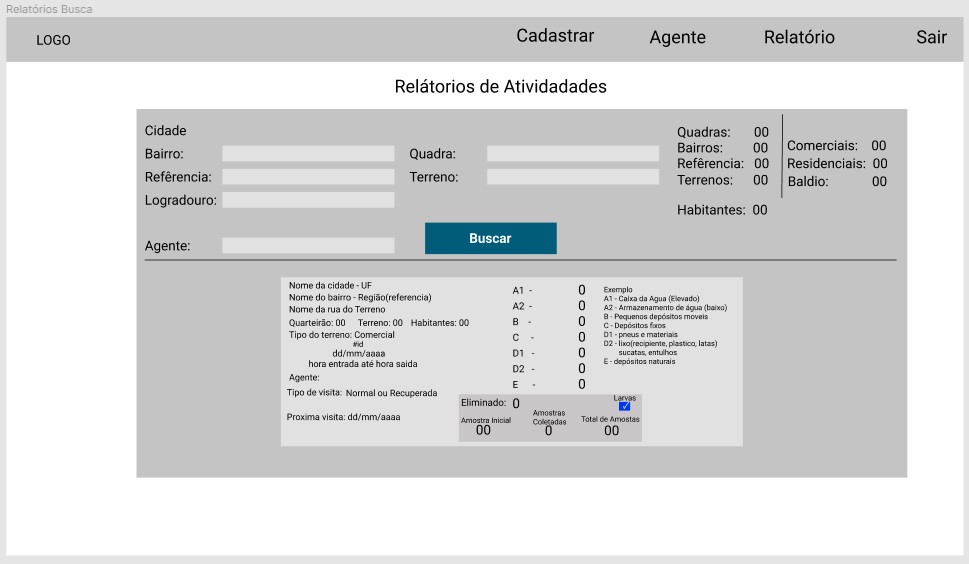 Relatórios Busca
LOGO
Cadastrar
Agente
Relatório
Sair
Relátorios de Atividadades
Cidade
Bairro:
Quadra:
Refêrencia:
Terreno:
Logradouro:
Agente:
Buscar
Quadras: 00
Bairros: 00
Refêrencia: 00
Terrenos: 00
Habitantes: 00
Comerciais: 00
Residenciais: 00
Baldio: 00
Nome da cidade - UF
Nome do bairro - Região(referencia)
Nome da rua do Terreno
Quarteirão: 00 Terreno: 00 Habitantes: 00
Tipo do terreno: Comercial
#id
dd/mm/aaaa
hora entrada até hora saida
Agente:
Tipo de visita: Normal ou Recuperada
Proxima visita: dd/mm/aaaa
A1 - 0
A2 - 0
B - 0
C - 0
D1 - 0
D2 - 0
E - 0
Exemplo
A1 - Caixa da Agua (Elevado)
A2 - Armazenamento de água (baixo)
B - Pequenos depósitos moveis
C - Depósitos fixos
D1 - pneus e materiais
D2 - lixo(recipiente, plastico, latas)
sucatas, entulhos
E - depósitos naturais
Eliminado: 0
Larvas
Amostra Inicial
00
Amostras
Coletadas
0
Total de Amostas
00